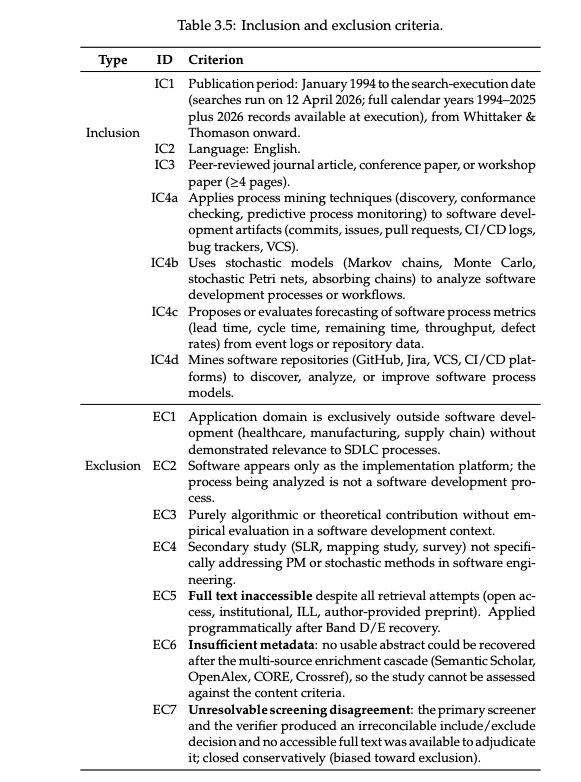 Table 3.5: Inclusion and exclusion criteria.
Type ID Criterion
IC1 Publication period: January 1994 to the search-execution date
(searches run on 12 April 2026; full calendar years 1994–2025
plus 2026 records available at execution), from Whittaker &
Inclusion Thomason onward.
IC2 Language: English.
IC3 Peer-reviewed journal article, conference paper, or workshop
paper (≥4 pages).
IC4a Applies process mining techniques (discovery, conformance
checking, predictive process monitoring) to software devel-
opment artifacts (commits, issues, pull requests, CI/CD logs,
bug trackers, VCS).
IC4b Uses stochastic models (Markov chains, Monte Carlo,
stochastic Petri nets, absorbing chains) to analyze software
development processes or workflows.
IC4c Proposes or evaluates forecasting of software process metrics
(lead time, cycle time, remaining time, throughput, defect
rates) from event logs or repository data.
IC4d Mines software repositories (GitHub, Jira, VCS, CI/CD plat-
forms) to discover, analyze, or improve software process
models.
EC1 Application domain is exclusively outside software devel-
opment (healthcare, manufacturing, supply chain) without
demonstrated relevance to SDLC processes.
Exclusion EC2 Software appears only as the implementation platform; the
process being analyzed is not a software development pro-
cess.
EC3 Purely algorithmic or theoretical contribution without em-
pirical evaluation in a software development context.
EC4 Secondary study (SLR, mapping study, survey) not specifi-
cally addressing PM or stochastic methods in software engi-
neering.
EC5 Full text inaccessible despite all retrieval attempts (open ac-
cess, institutional, ILL, author-provided preprint). Applied
programmatically after Band D/E recovery.
EC6 Insufficient metadata: no usable abstract could be recovered
after the multi-source enrichment cascade (Semantic Scholar,
OpenAlex, CORE, Crossref), so the study cannot be assessed
against the content criteria.
EC7 Unresolvable screening disagreement: the primary screener
and the verifier produced an irreconcilable include/exclude
decision and no accessible full text was available to adjudicate
it; closed conservatively (biased toward exclusion).